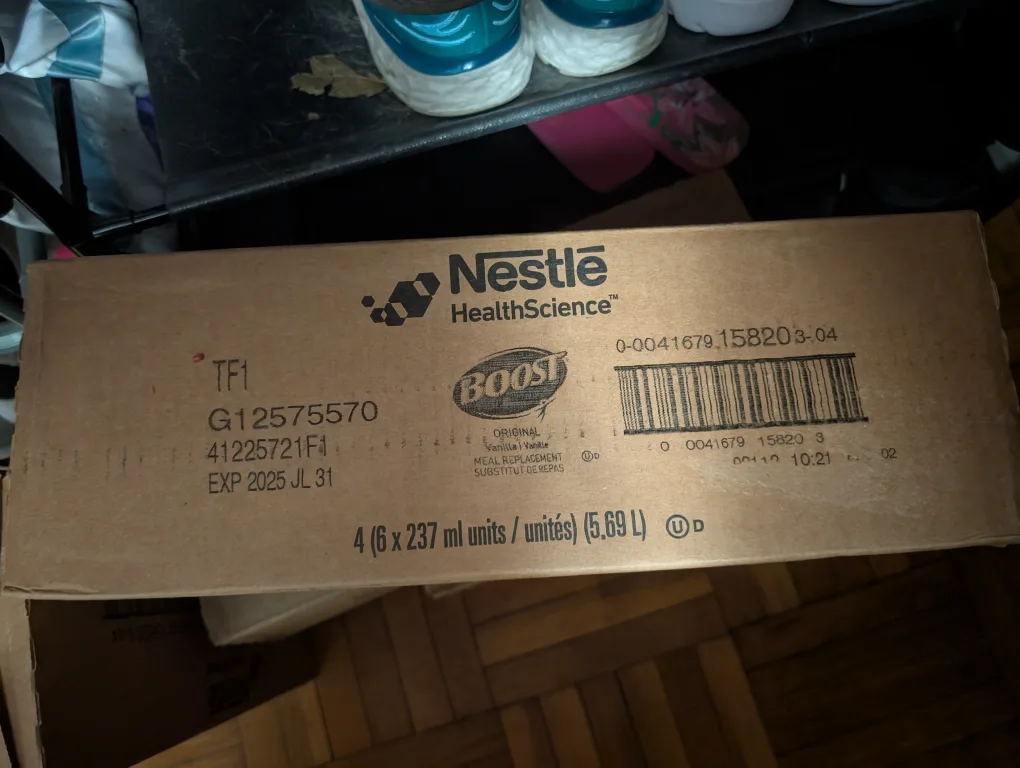 Nestlē
HealthScience™
TF1
G12575570
41225721F1
EXP 2025 JL 31
BOOST
ORIGINAL
Vanilla | Vanille
MEAL REPLACEMENT
SUBSTITUT DE REPAS
Ⓤ D
0-0041679 15820 3-04
0 0041679 15820 3
10:21 02
4 (6 x 237 ml units / unités) (5,69 L) Ⓤ D